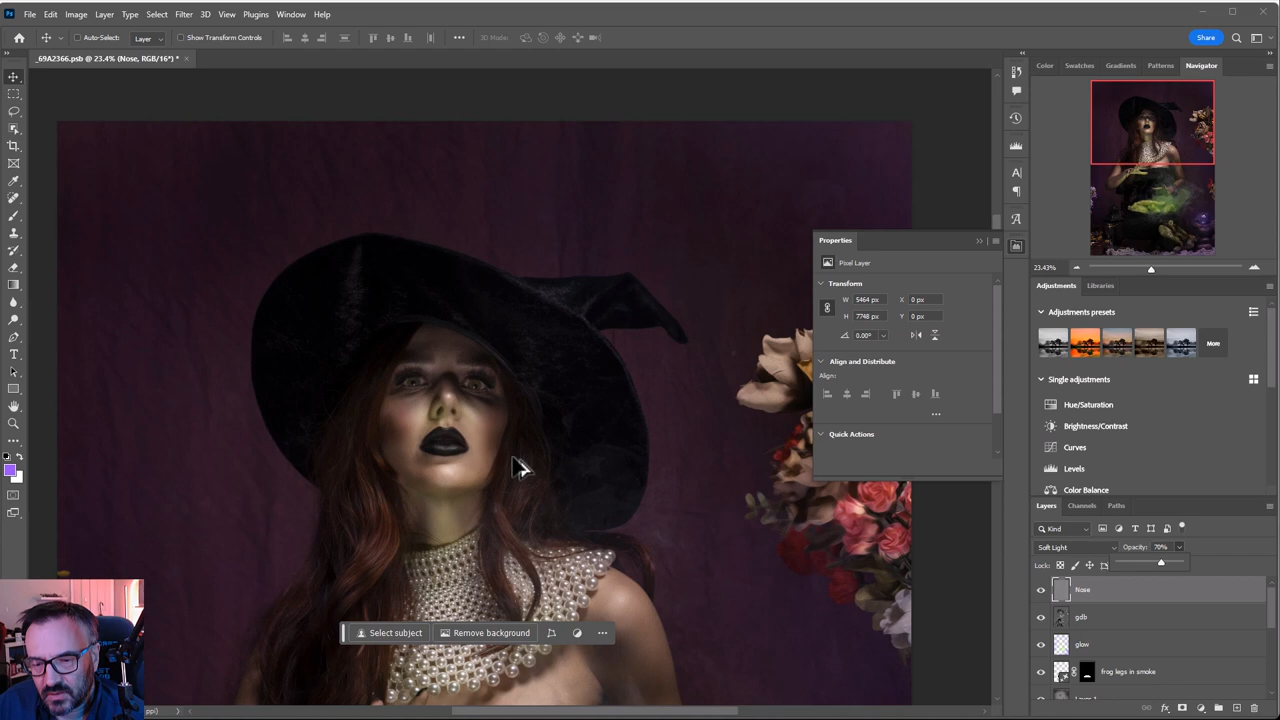 Ps File Edit Image Layer Type Select Filter 3D View Plugins Window Help
Auto-Select: Layer Show Transform Controls 3D Mode: Share
_69A2366.psb @ 23.4% (Nose, RGB/16*) *
Color Swatches Gradients Patterns Navigator
23.43%
Properties
Pixel Layer
Transform
W 5464 px X 0 px
H 7748 px Y 0 px
0.00°
Align and Distribute
Align:
Quick Actions
Adjustments Libraries
Adjustments presets
More
Single adjustments
Hue/Saturation
Brightness/Contrast
Curves
Levels
Color Balance
Layers Channels Paths
Kind
Soft Light Opacity: 70%
Lock:
Nose
gdb
glow
frog legs in smoke
Select subject Remove background
ppi)